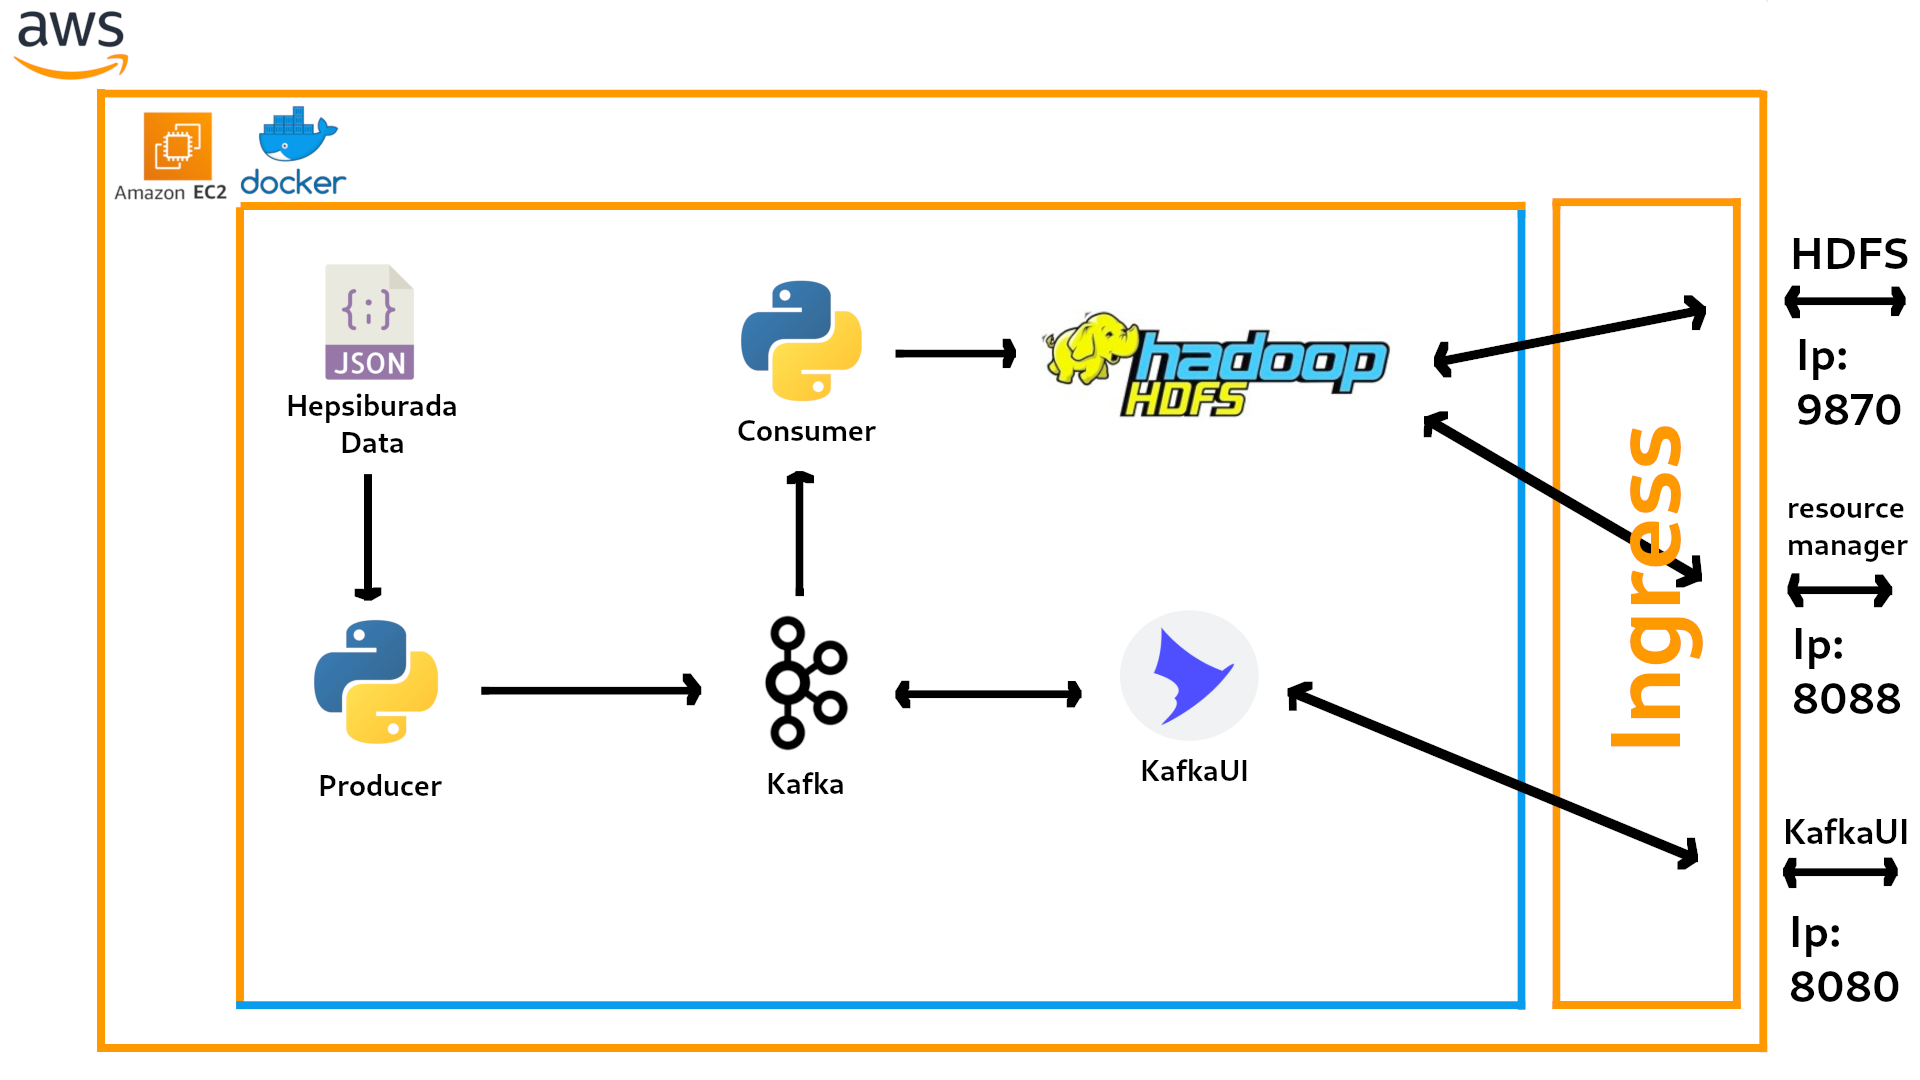 aws
Amazon EC2
docker
{;}
JSON
Hepsiburada
Data
Consumer
hadoop
HDFS
Producer
Kafka
KafkaUI
Ingress
HDFS
Ip:
9870
resource
manager
Ip:
8088
KafkaUI
Ip:
8080